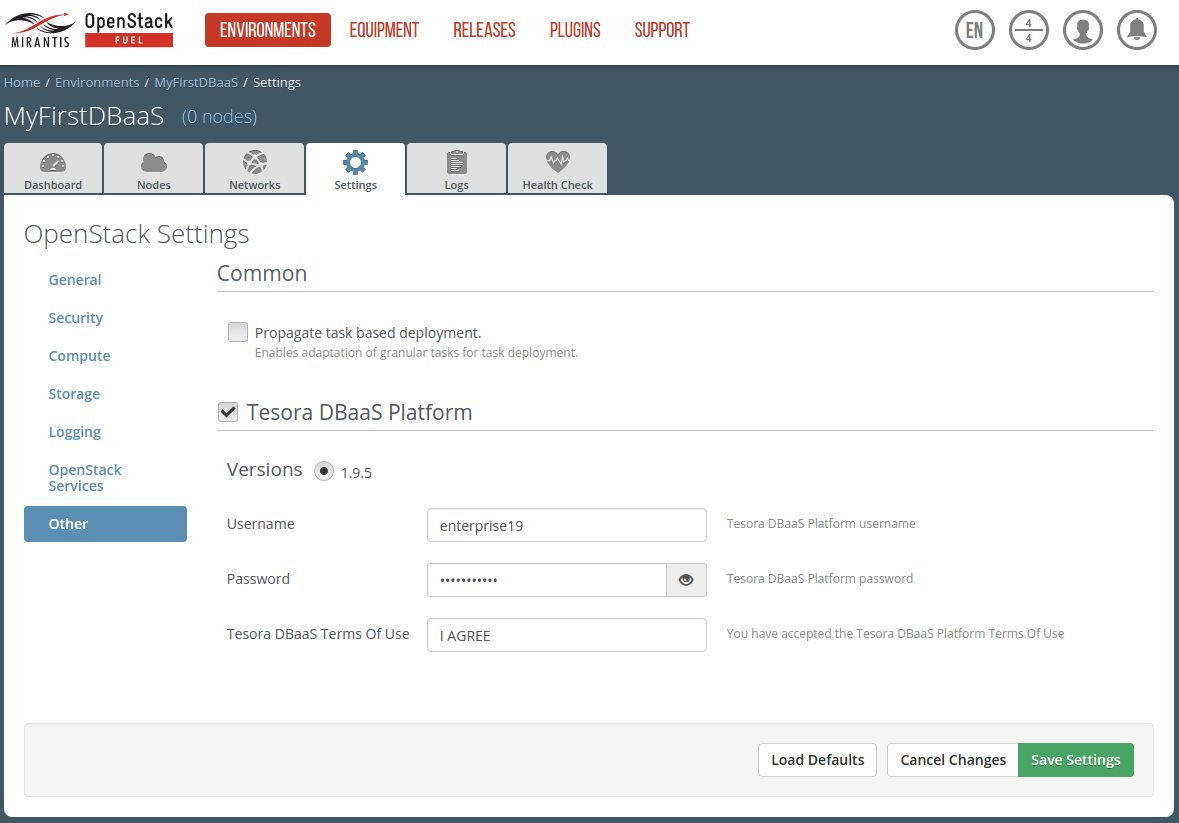 MIRANTIS OpenStack FUEL ENVIRONMENTS EQUIPMENT RELEASES PLUGINS SUPPORT EN 4 4
Home / Environments / MyFirstDBaaS / Settings
MyFirstDBaaS (0 nodes)
Dashboard Nodes Networks Settings Logs Health Check
OpenStack Settings
General
Security
Compute
Storage
Logging
OpenStack
Services
Other
Common
Propagate task based deployment.
Enables adaptation of granular tasks for task deployment.
Tesora DBaaS Platform
Versions 1.9.5
Username enterprise19 Tesora DBaaS Platform username
Password ••••••••••• Tesora DBaaS Platform password
Tesora DBaaS Terms Of Use I AGREE You have accepted the Tesora DBaaS Platform Terms Of Use
Load Defaults Cancel Changes Save Settings